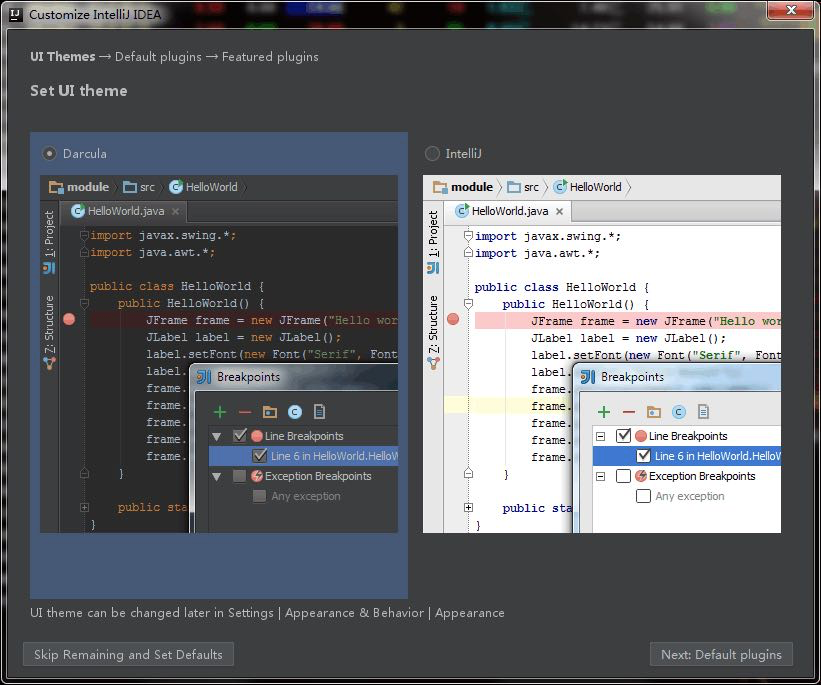 Customize IntelliJ IDEA
UI Themes → Default plugins → Featured plugins
Set UI theme
Darcula
module src HelloWorld
HelloWorld.java
1: Project
7: Structure
import javax.swing.*;
import java.awt.*;
public class HelloWorld {
public HelloWorld() {
JFrame frame = new JFrame("Hello wor
JLabel label = new JLabel();
label.setFont(new Font("Serif", Font
label.
frame.
frame.
frame.
frame.
frame.
}
public sta
}
Breakpoints
Line Breakpoints
Line 6 in HelloWorld.HelloW
Exception Breakpoints
Any exception
IntelliJ
module src HelloWorld
HelloWorld.java
1: Project
7: Structure
import javax.swing.*;
import java.awt.*;
public class HelloWorld {
public HelloWorld() {
JFrame frame = new JFrame("Hello wor
JLabel label = new JLabel();
label.setFont(new Font("Serif", Font
label.
frame.
frame.
frame.
frame.
frame.
}
public sta
}
Breakpoints
Line Breakpoints
Line 6 in HelloWorld.HelloW
Exception Breakpoints
Any exception
UI theme can be changed later in Settings | Appearance & Behavior | Appearance
Skip Remaining and Set Defaults
Next: Default plugins